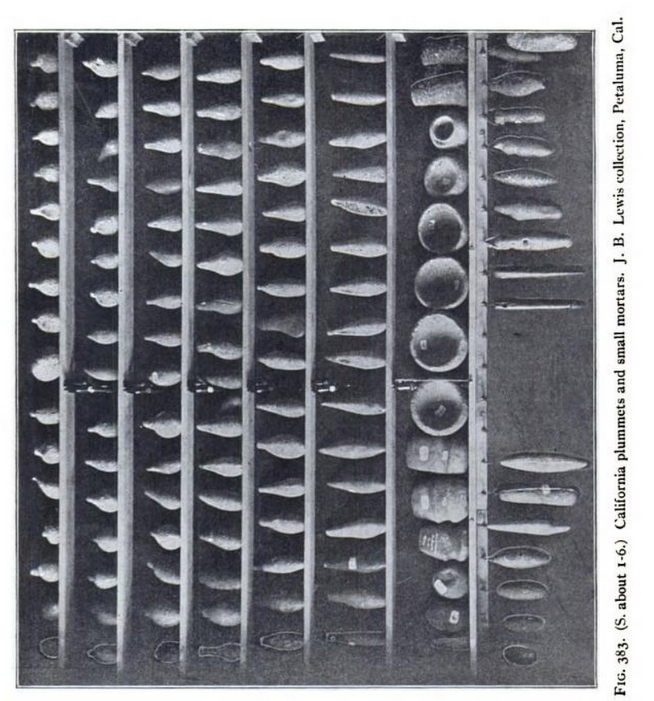 FIG. 383. (S. about 1-6.) California plummets and small mortars. J. B. Lewis collection, Petaluma, Cal.